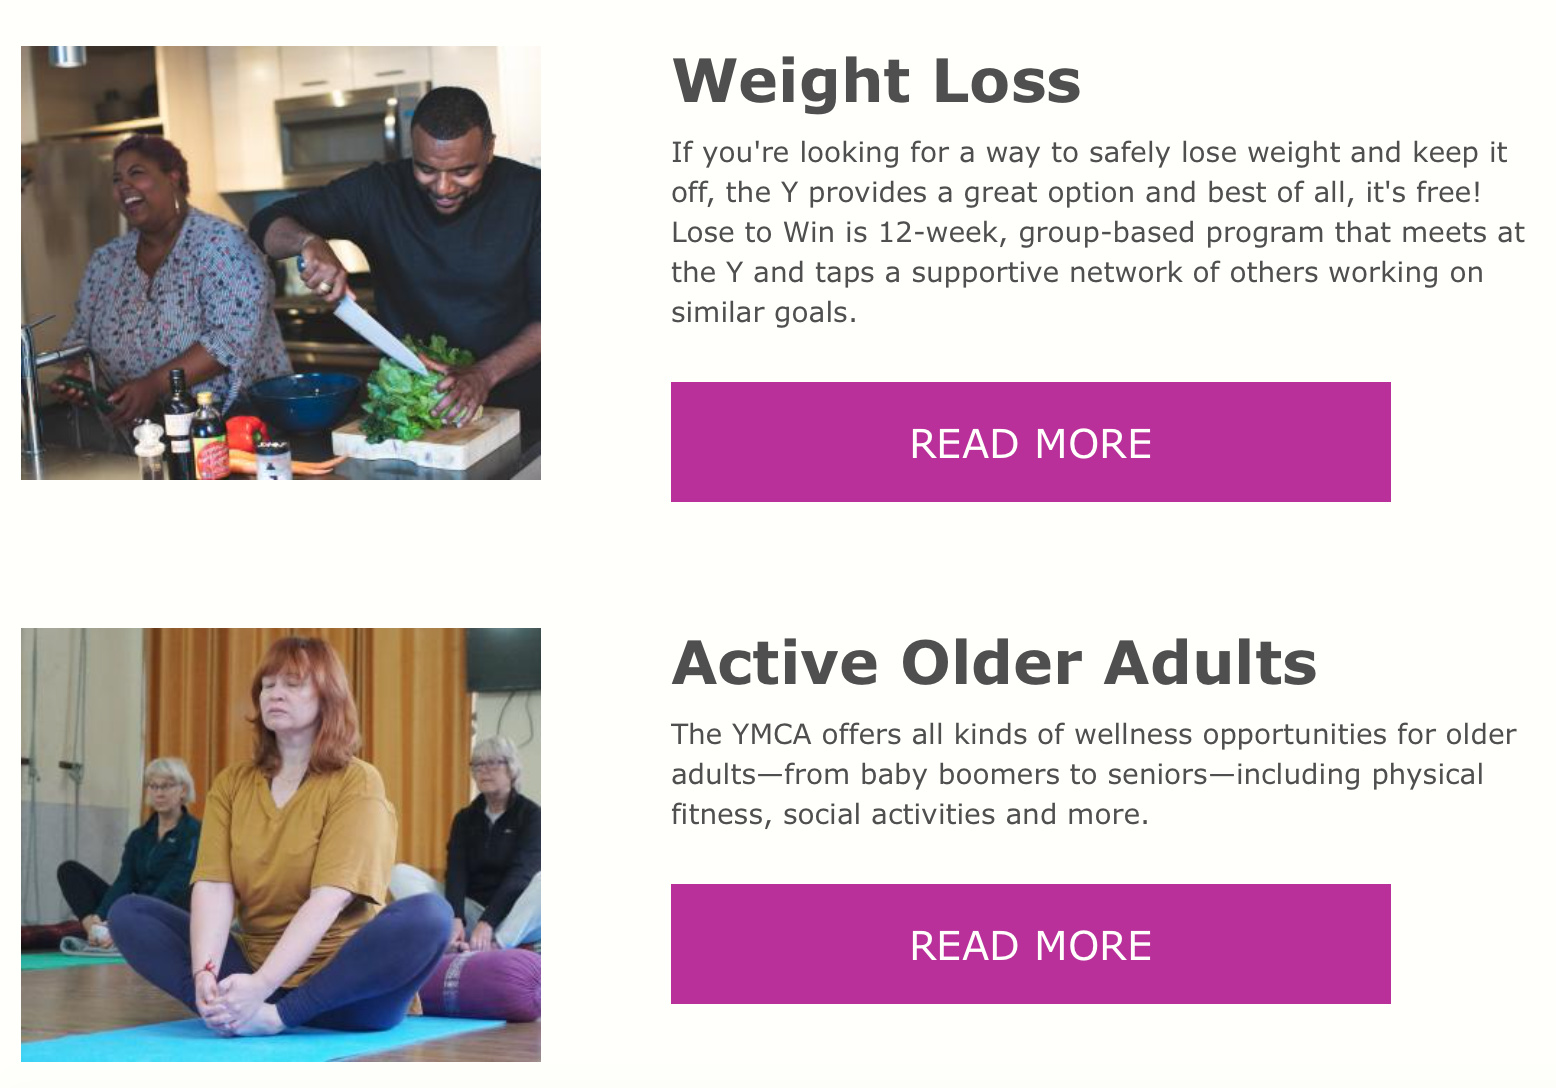 Weight Loss
If you're looking for a way to safely lose weight and keep it
off, the Y provides a great option and best of all, it's free!
Lose to Win is 12-week, group-based program that meets at
the Y and taps a supportive network of others working on
similar goals.
READ MORE
Active Older Adults
The YMCA offers all kinds of wellness opportunities for older
adults—from baby boomers to seniors—including physical
fitness, social activities and more.
READ MORE